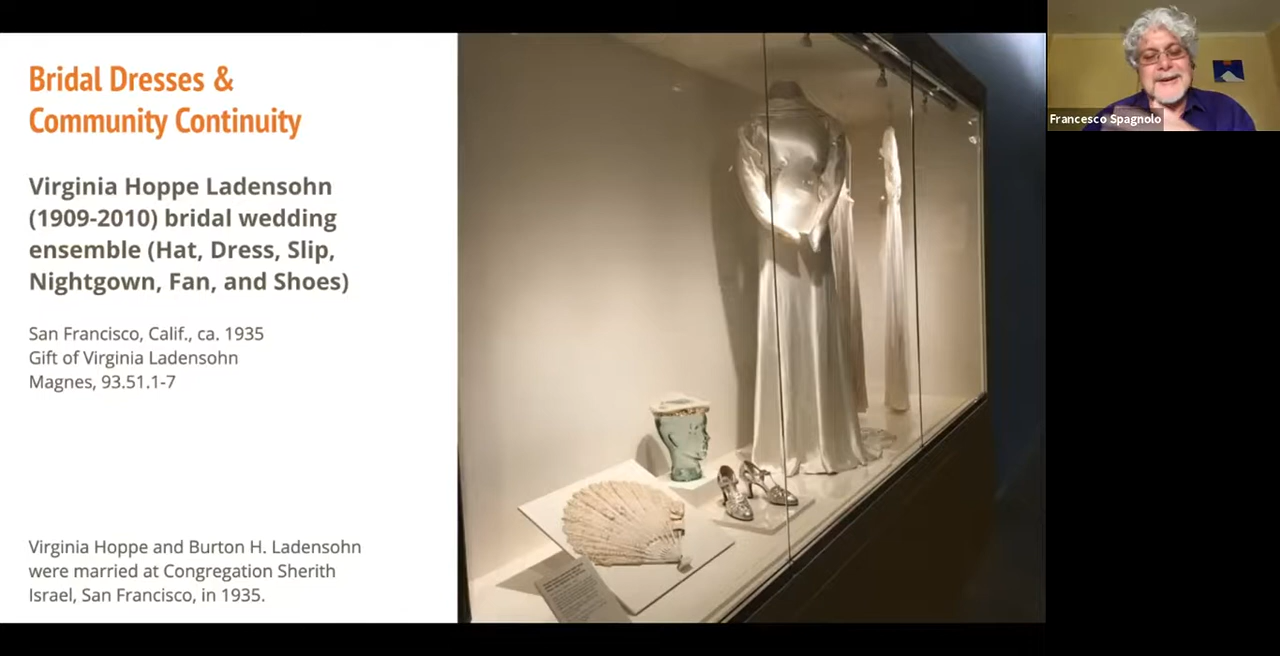 Bridal Dresses &
Community Continuity
Virginia Hoppe Ladensohn
(1909-2010) bridal wedding
ensemble (Hat, Dress, Slip,
Nightgown, Fan, and Shoes)
San Francisco, Calif., ca. 1935
Gift of Virginia Ladensohn
Magnes, 93.51.1-7
Virginia Hoppe and Burton H. Ladensohn
were married at Congregation Sherith
Israel, San Francisco, in 1935.
Francesco Spagnolo